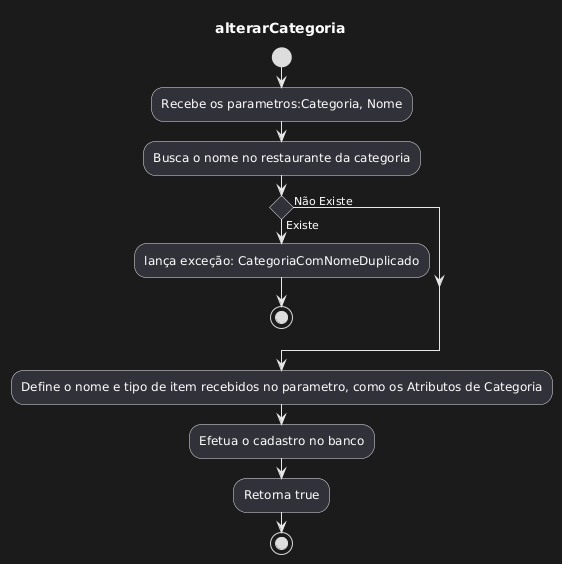 alterarCategoria
Recebe os parametros:Categoria, Nome
Busca o nome no restaurante da categoria
Não Existe
Existe
lança exceção: CategoriaComNomeDuplicado
Define o nome e tipo de item recebidos no parametro, como os Atributos de Categoria
Efetua o cadastro no banco
Retorna true